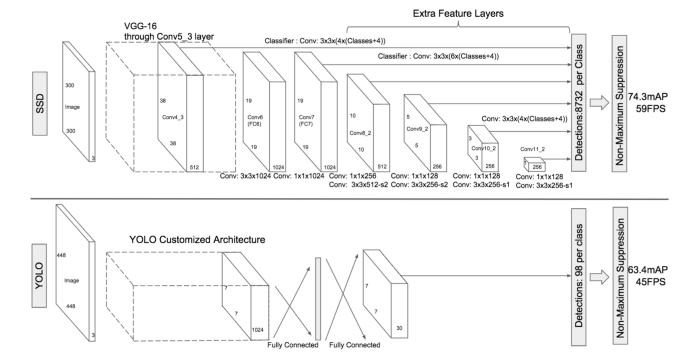 Extra Feature Layers
VGG-16
through Conv5_3 layer
Classifier : Conv: 3x3x(4x(Classes+4))
Classifier : Conv: 3x3x(6x(Classes+4))
SSD
300
Image
300
3
38
Conv4_3
38
512
19
Conv6
(FC6)
19
1024
19
Conv7
(FC7)
19
1024
10
Conv8_2
10
512
5
Conv9_2
5
256
Conv: 3x3x(4x(Classes+4))
3
Conv10_2
3
256
Conv11_2
256
Detections:8732 per Class
Non-Maximum Suppression
74.3mAP
59FPS
Conv: 3x3x1024
Conv: 1x1x1024
Conv: 1x1x256
Conv: 3x3x512-s2
Conv: 1x1x128
Conv: 3x3x256-s2
Conv: 1x1x128
Conv: 3x3x256-s1
Conv: 1x1x128
Conv: 3x3x256-s1
YOLO
448
Image
448
3
YOLO Customized Architecture
7
7
1024
Fully Connected
Fully Connected
7
7
30
Detections: 98 per class
Non-Maximum Suppression
63.4mAP
45FPS